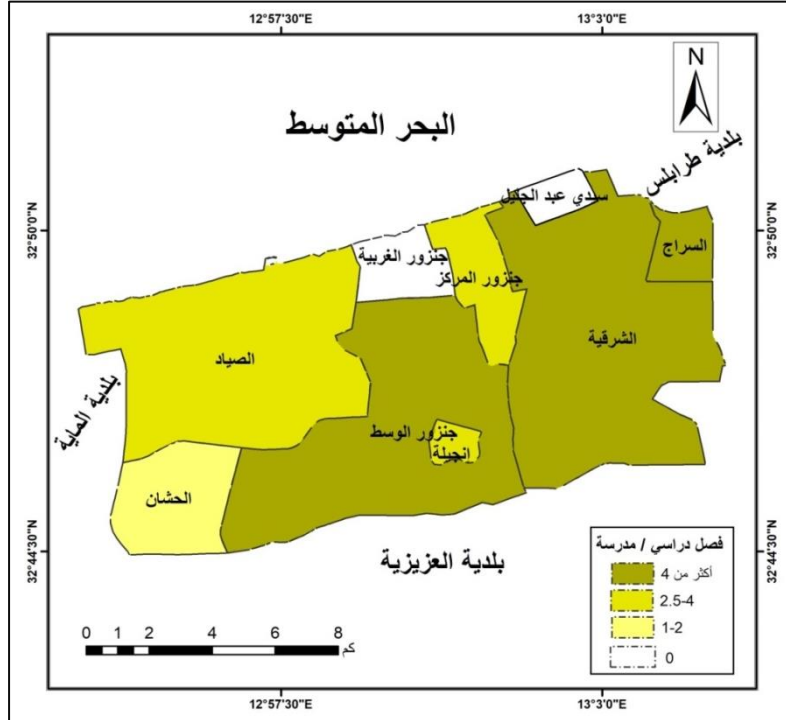 12°57'30"E
13°3'0"E
N
البحر المتوسط
بلدية طرابلس
سيدي عبد الجليل
32°50'0"N
32°50'0"N
السراج
جنزور الغربية
جنزور المركز
الشرقية
الصياد
بلدية الماية
جنزور الوسط
انجيلة
الحشان
32°44'30"N
32°44'30"N
بلدية العزيزية
فصل دراسي / مدرسة
أكثر من 4
2.5-4
1-2
0
0 1 2 4 6 8
كم
12°57'30"E
13°3'0"E